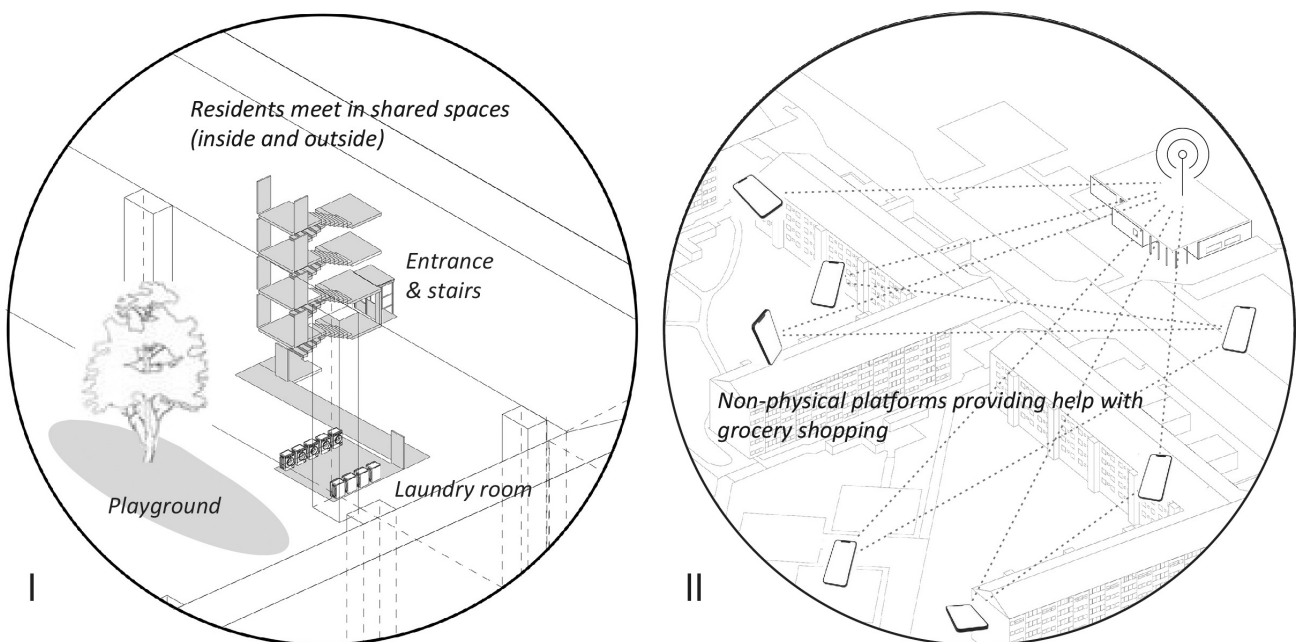 Residents meet in shared spaces
(inside and outside)
Entrance
& stairs
Laundry room
Playground
I
Non-physical platforms providing help with
grocery shopping
II